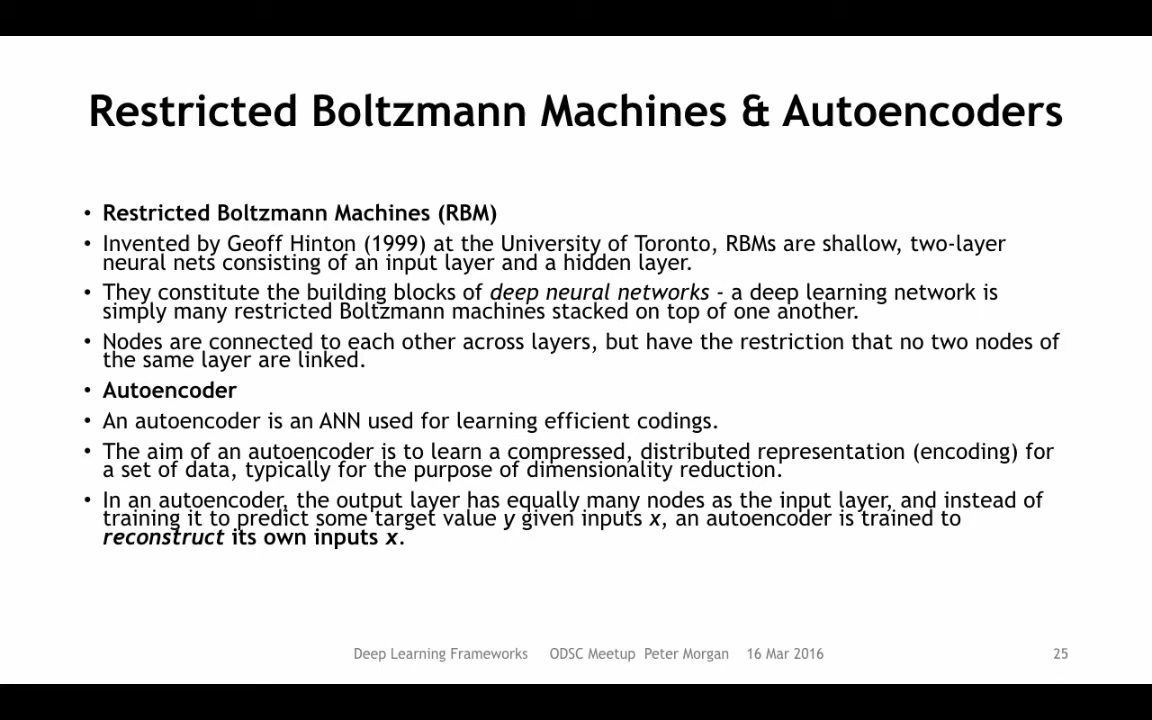 Restricted Boltzmann Machines & Autoencoders
• Restricted Boltzmann Machines (RBM)
• Invented by Geoff Hinton (1999) at the University of Toronto, RBMs are shallow, two-layer
neural nets consisting of an input layer and a hidden layer.
• They constitute the building blocks of deep neural networks - a deep learning network is
simply many restricted Boltzmann machines stacked on top of one another.
• Nodes are connected to each other across layers, but have the restriction that no two nodes of
the same layer are linked.
• Autoencoder
• An autoencoder is an ANN used for learning efficient codings.
• The aim of an autoencoder is to learn a compressed, distributed representation (encoding) for
a set of data, typically for the purpose of dimensionality reduction.
• In an autoencoder, the output layer has equally many nodes as the input layer, and instead of
training it to predict some target value y given inputs x, an autoencoder is trained to
reconstruct its own inputs x.
Deep Learning Frameworks ODSC Meetup Peter Morgan 16 Mar 2016 25